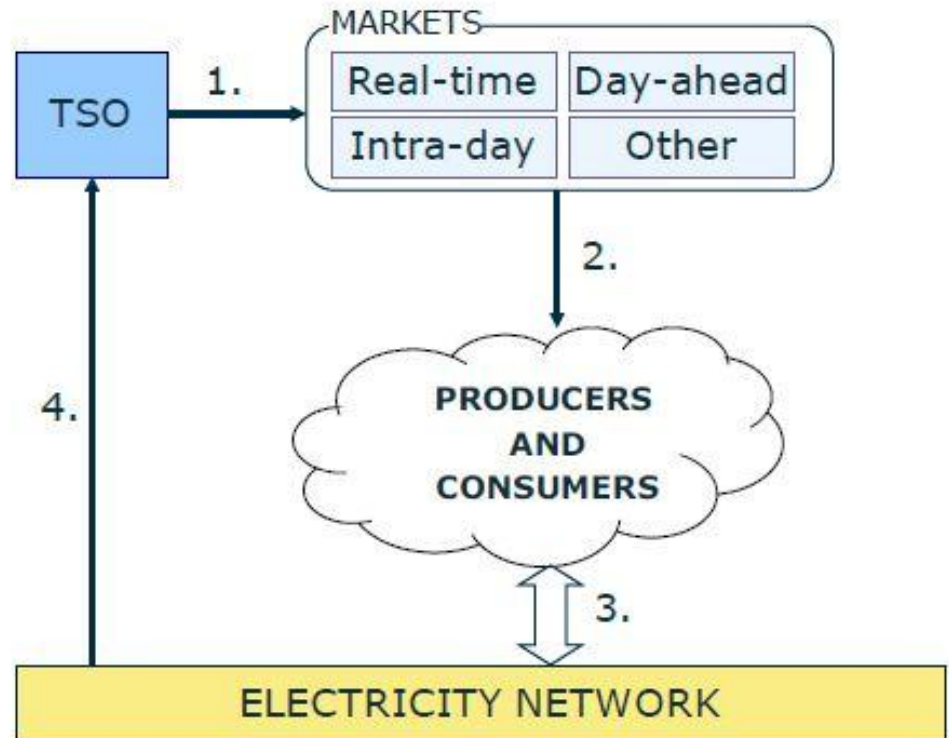 MARKETS
TSO
1.
Real-time
Day-ahead
Intra-day
Other
2.
PRODUCERS
AND
CONSUMERS
4.
3.
ELECTRICITY NETWORK